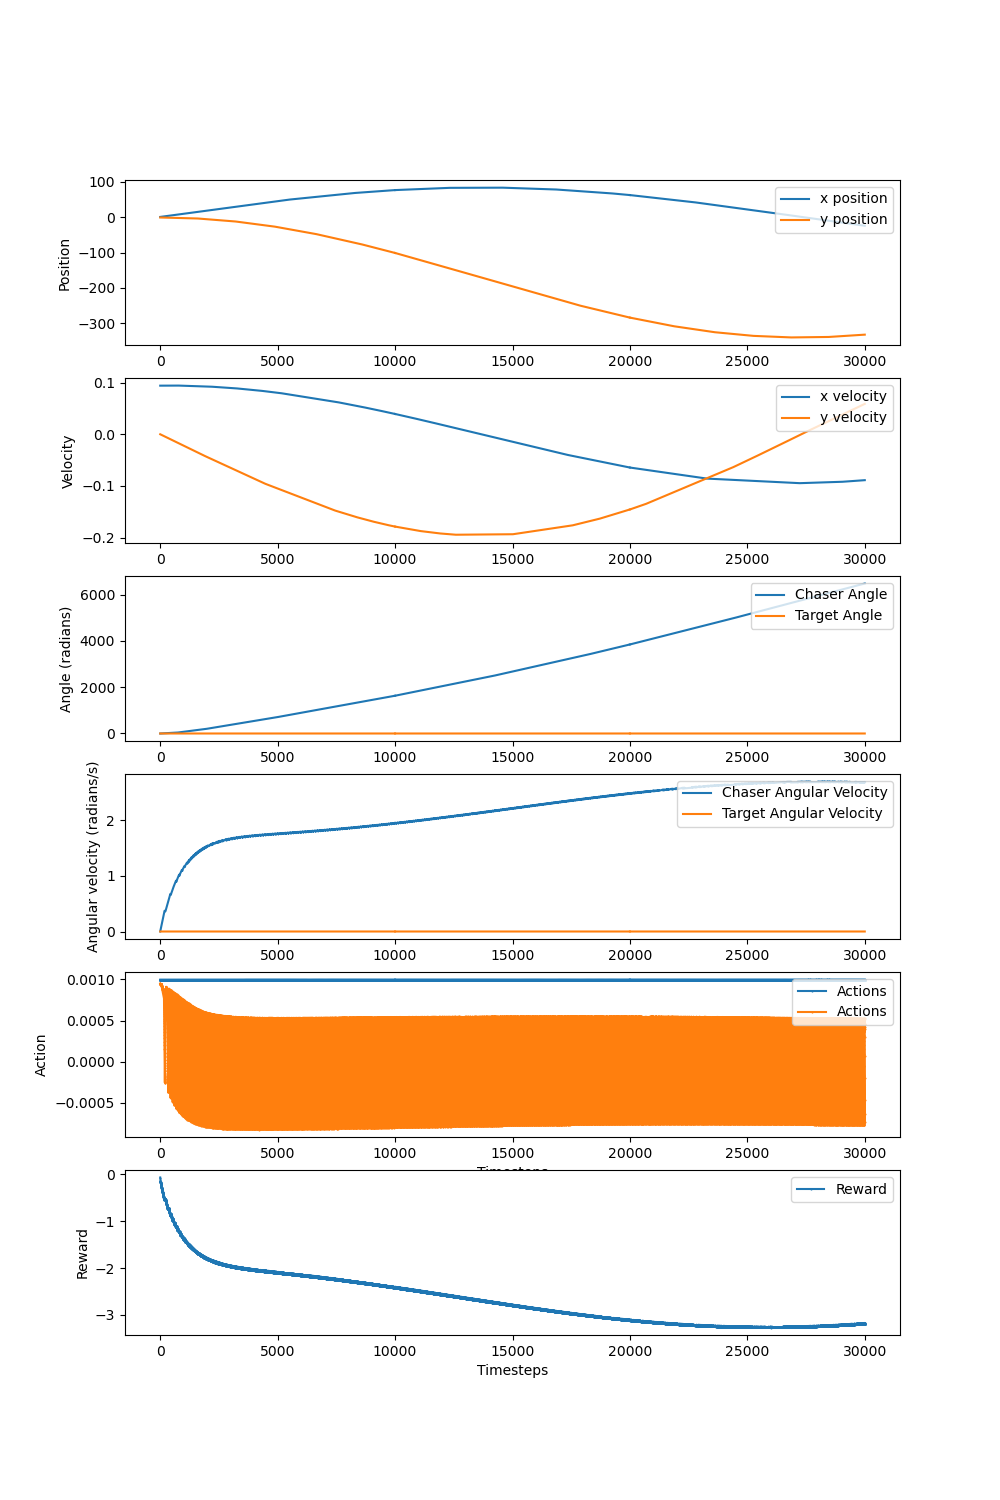 Position
100
0
−100
−200
−300
x position
y position
0 5000 10000 15000 20000 25000 30000
Velocity
0.1
0.0
−0.1
−0.2
x velocity
y velocity
0 5000 10000 15000 20000 25000 30000
Angle (radians)
6000
4000
2000
0
Chaser Angle
Target Angle
0 5000 10000 15000 20000 25000 30000
Angular velocity (radians/s)
2
1
0
Chaser Angular Velocity
Target Angular Velocity
0 5000 10000 15000 20000 25000 30000
Action
0.0010
0.0005
0.0000
−0.0005
Actions
Actions
0 5000 10000 15000 20000 25000 30000
Timesteps
Reward
0
−1
−2
−3
Reward
0 5000 10000 15000 20000 25000 30000
Timesteps